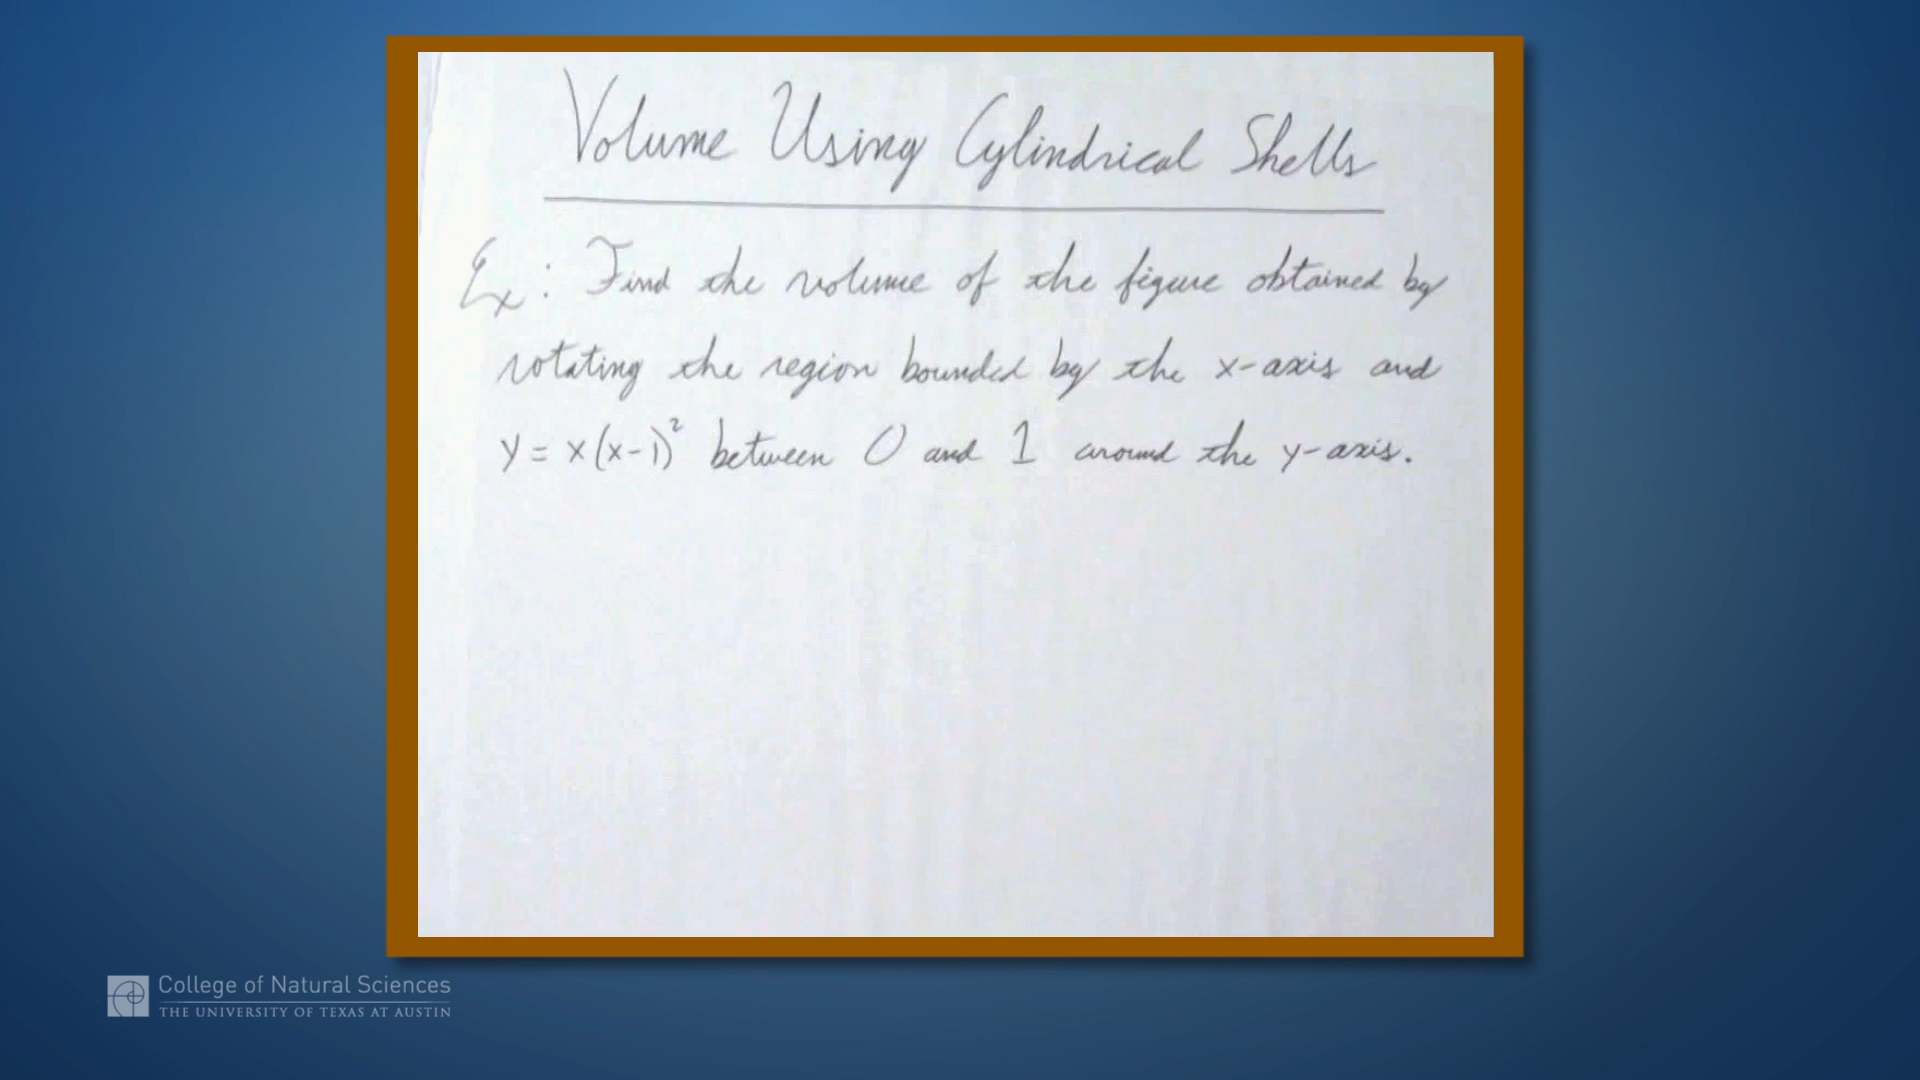 Volume Using Cylindrical Shells
Ex: Find the volume of the figure obtained by
rotating the region bounded by the x-axis and
y = x(x-1)² between 0 and 1 around the y-axis.
College of Natural Sciences
THE UNIVERSITY OF TEXAS AT AUSTIN